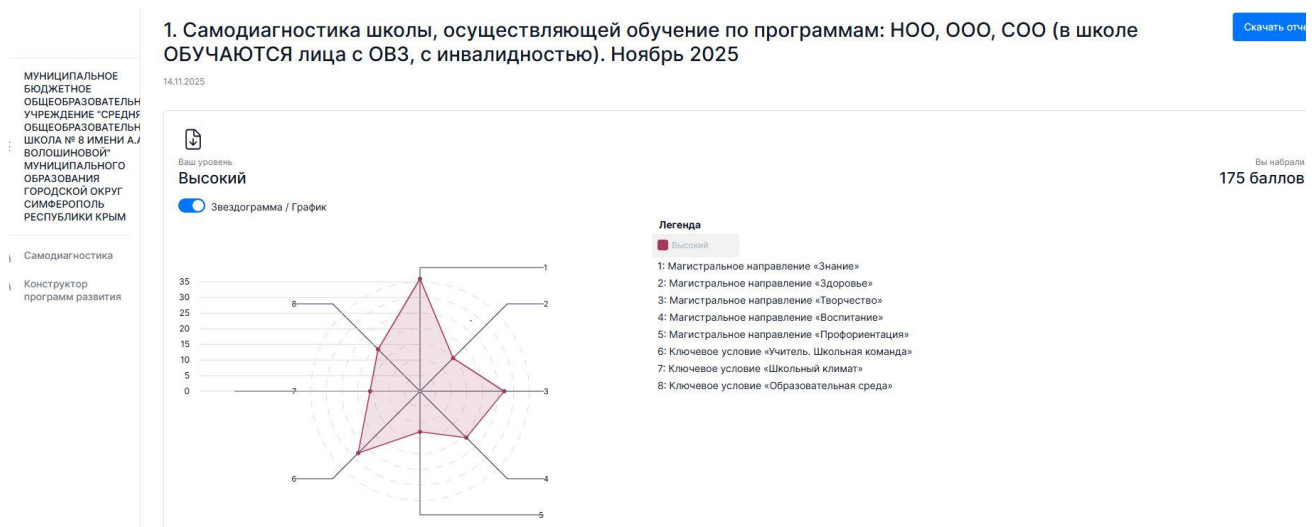 1. Самодиагностика школы, осуществляющей обучение по программам: НОО, ООО, СОО (в школе
ОБУЧАЮТСЯ лица с ОВЗ, с инвалидностью). Ноябрь 2025
Скачать отче
14.11.2025
МУНИЦИПАЛЬНОЕ
БЮДЖЕТНОЕ
ОБЩЕОБРАЗОВАТЕЛЬН
УЧРЕЖДЕНИЕ "СРЕДНЯ
ОБЩЕОБРАЗОВАТЕЛЬН
ШКОЛА № 8 ИМЕНИ А.А
ВОЛОШИНОВОЙ"
МУНИЦИПАЛЬНОГО
ОБРАЗОВАНИЯ
ГОРОДСКОЙ ОКРУГ
СИМФЕРОПОЛЬ
РЕСПУБЛИКИ КРЫМ
Самодиагностика
Конструктор
программ развития
Ваш уровень
Высокий
Вы набрали
175 баллов
Звездограмма / График
35
30
25
20
15
10
5
0
1
2
3
4
5
6
7
8
Легенда
Высокий
1: Магистральное направление «Знание»
2: Магистральное направление «Здоровье»
3: Магистральное направление «Творчество»
4: Магистральное направление «Воспитание»
5: Магистральное направление «Профориентация»
6: Ключевое условие «Учитель. Школьная команда»
7: Ключевое условие «Школьный климат»
8: Ключевое условие «Образовательная среда»